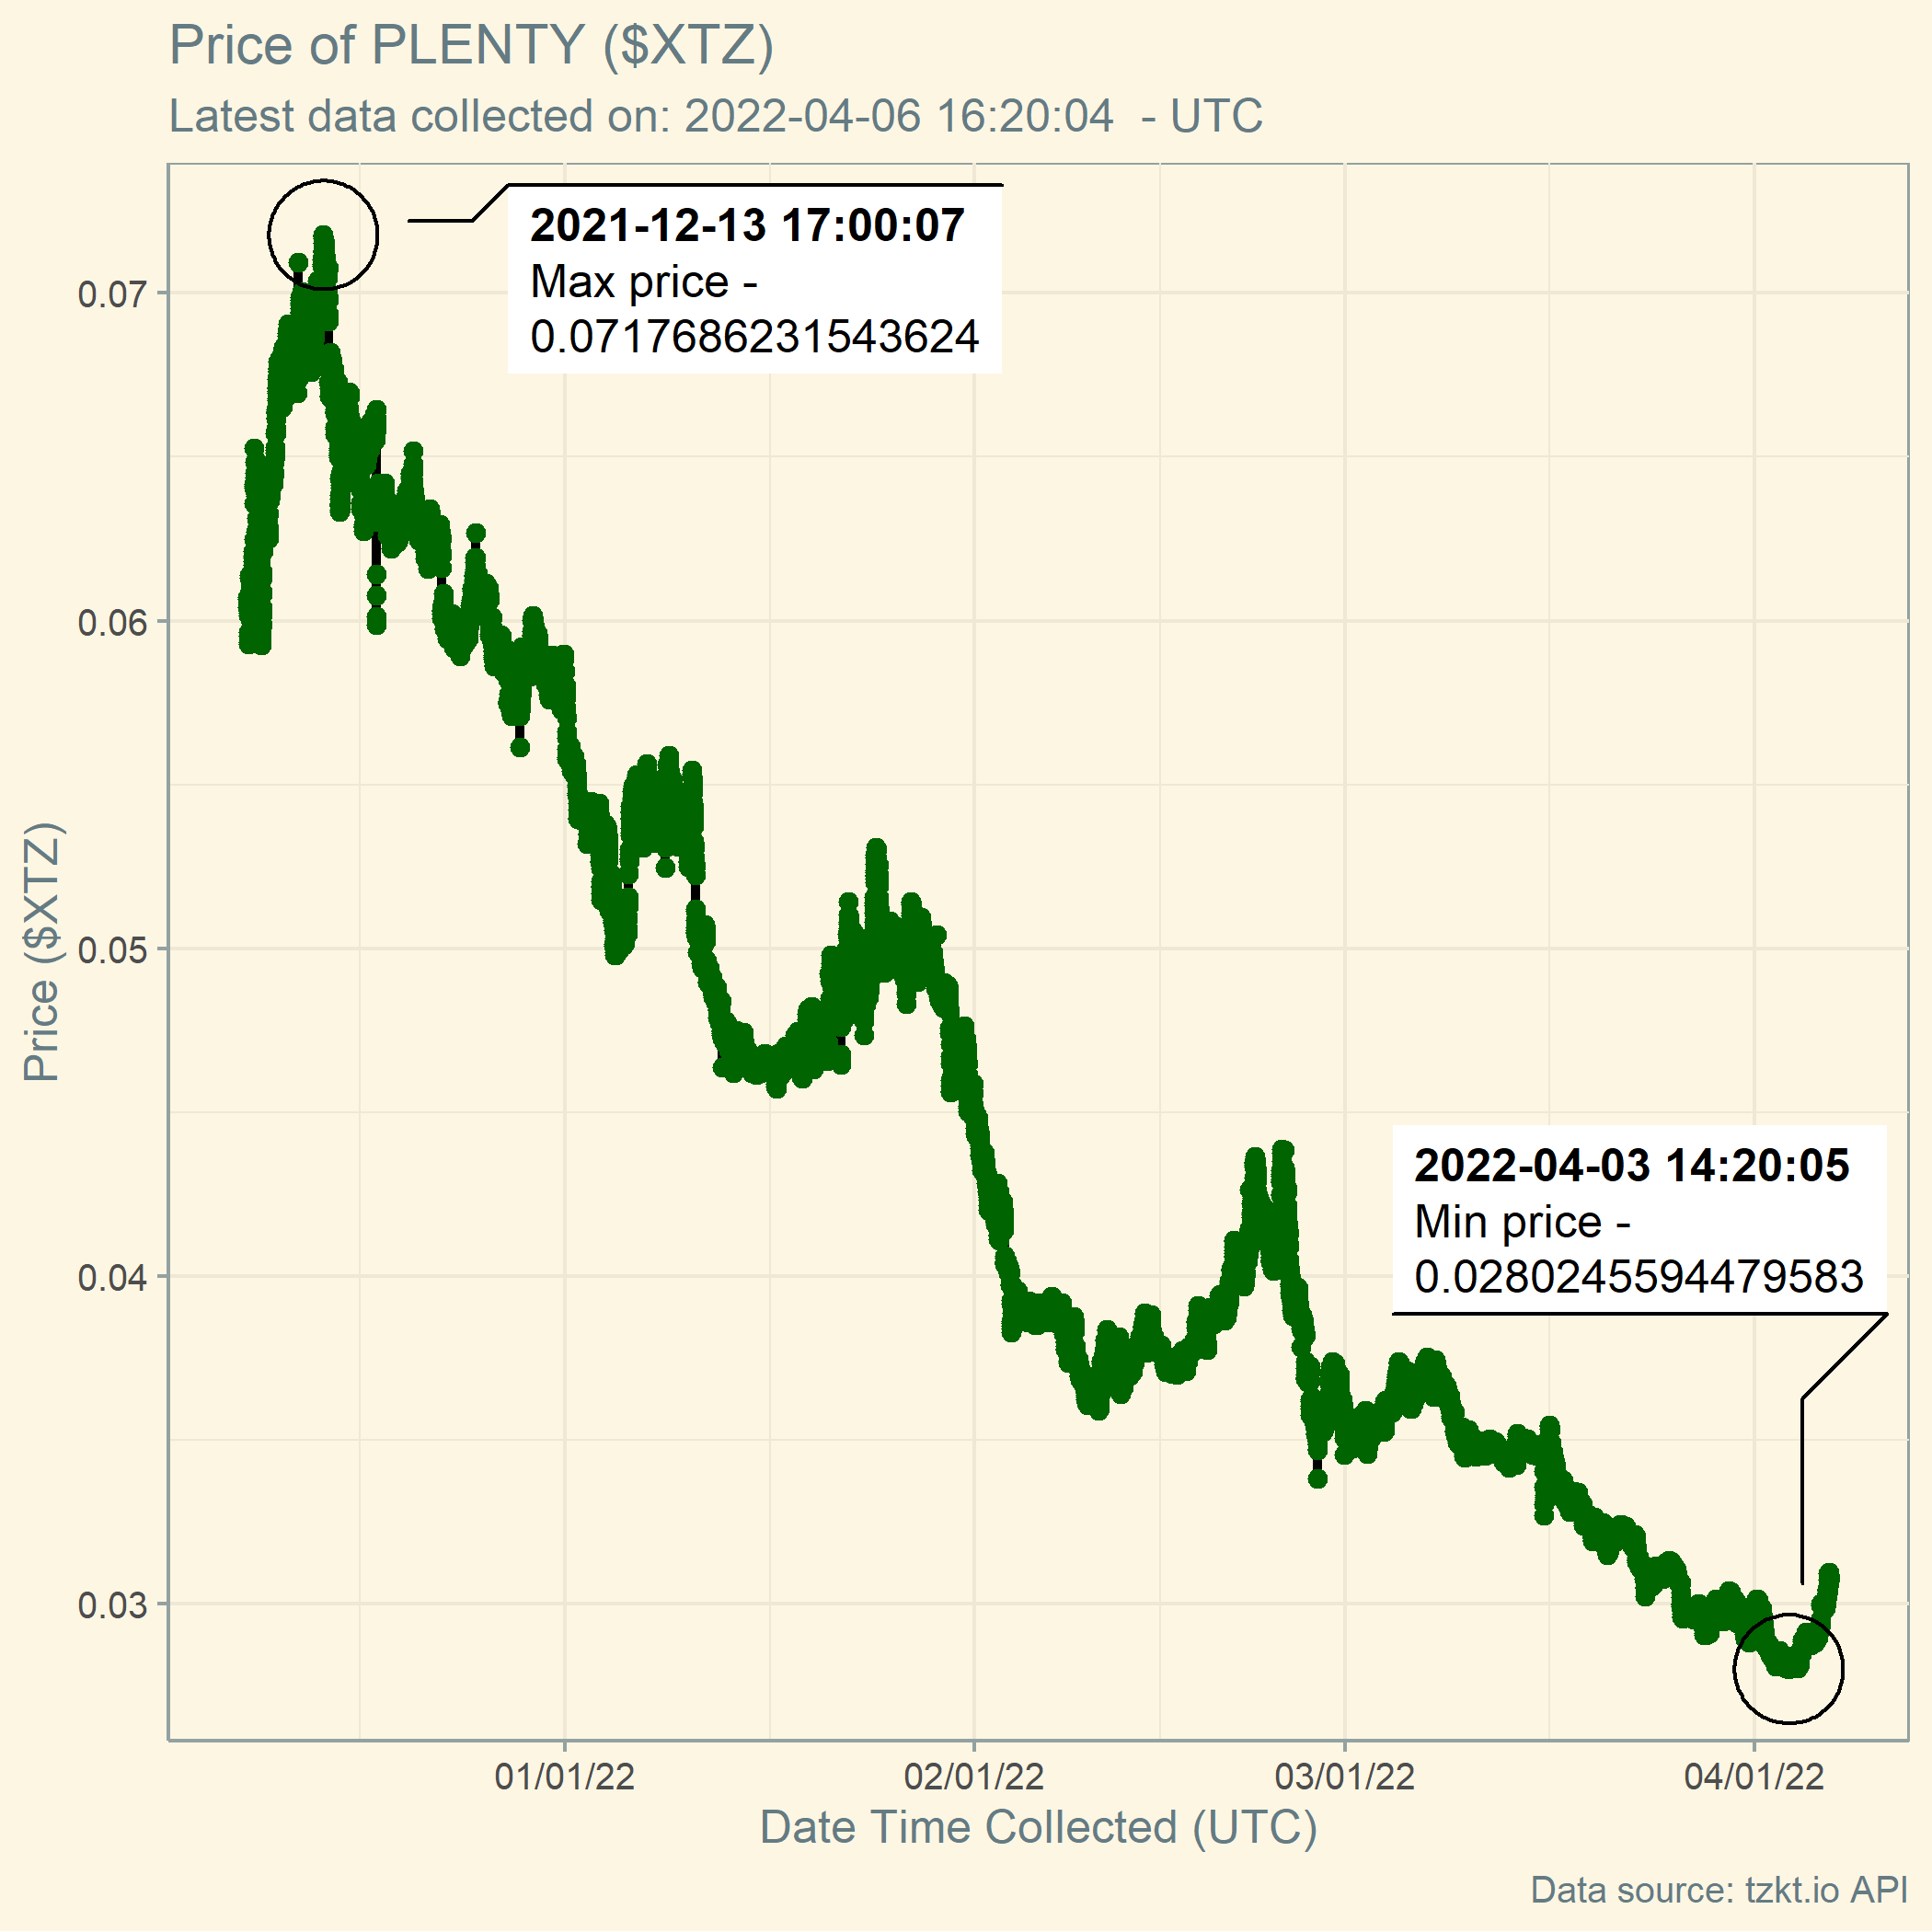 Price of PLENTY ($XTZ)
Latest data collected on: 2022-04-06 16:20:04  - UTC
2021-12-13 17:00:07
Max price -
0.0717686231543624
0.07
0.06
0.05
0.04
0.03
Price ($XTZ)
2022-04-03 14:20:05
Min price -
0.0280245594479583
01/01/22
02/01/22
03/01/22
04/01/22
Date Time Collected (UTC)
Data source: tzkt.io API